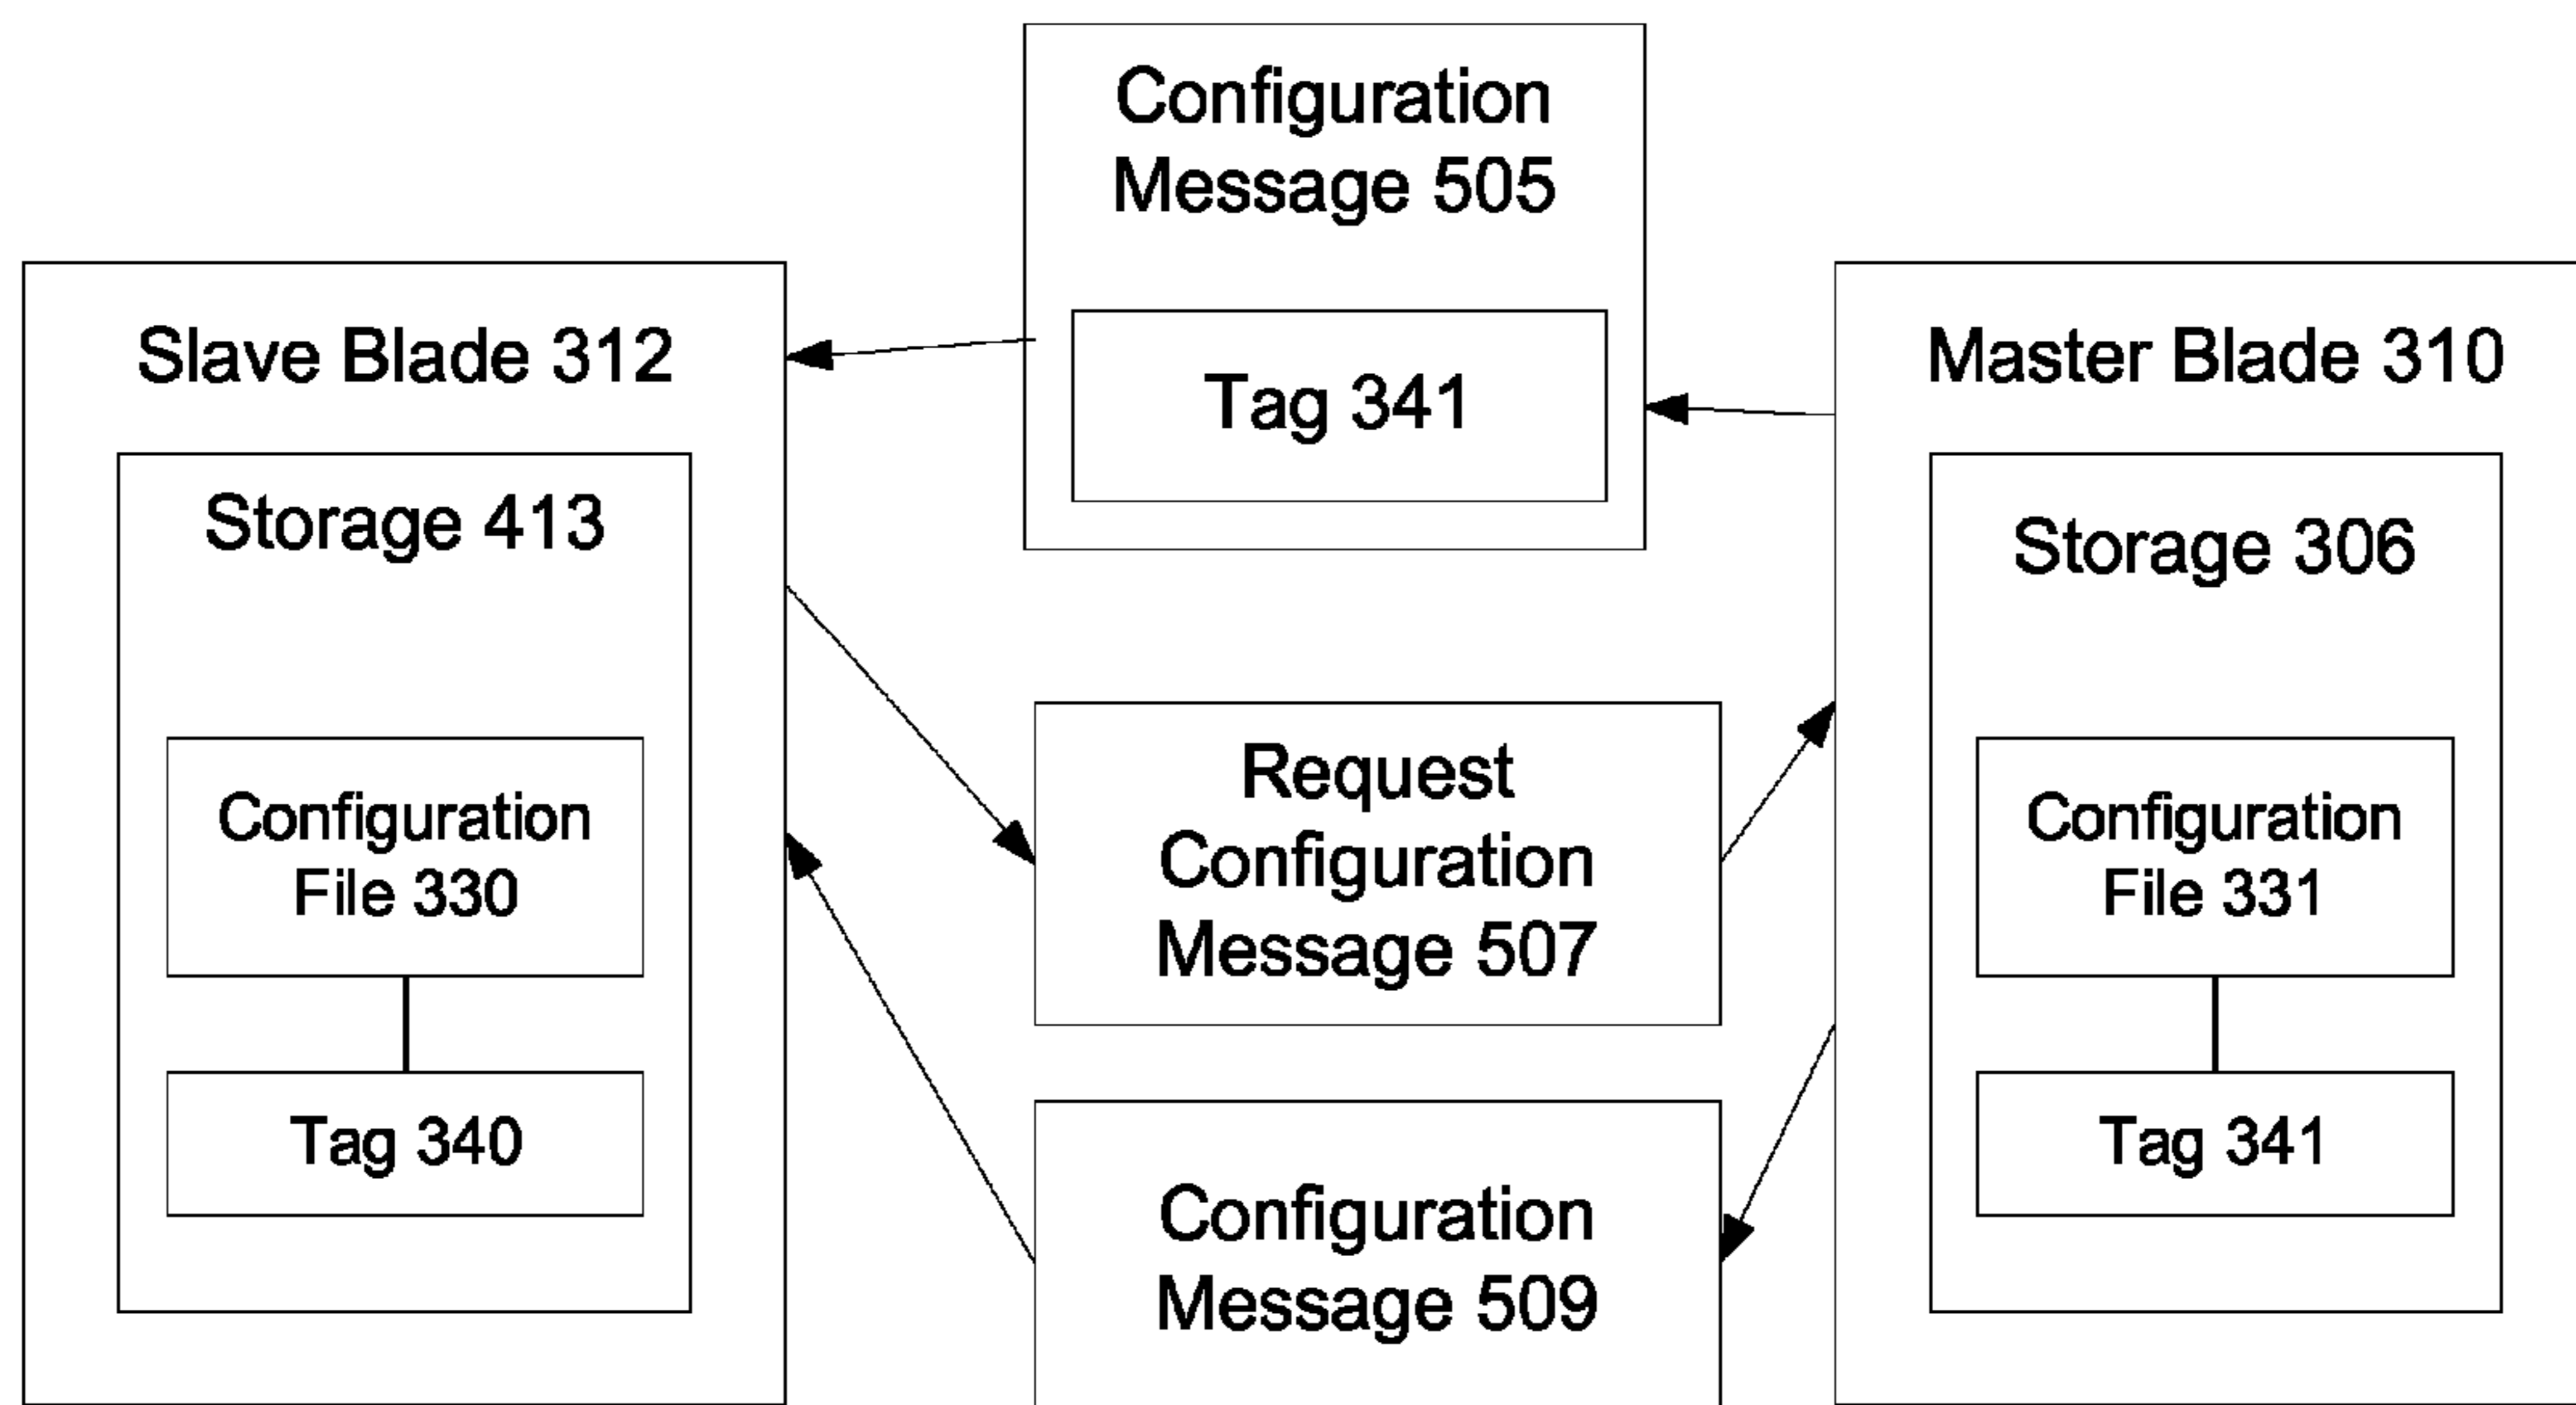 Configuration
Message 505
Tag 341
Slave Blade 312
Storage 413
Configuration
File 330
Tag 340
Request
Configuration
Message 507
Configuration
Message 509
Master Blade 310
Storage 306
Configuration
File 331
Tag 341